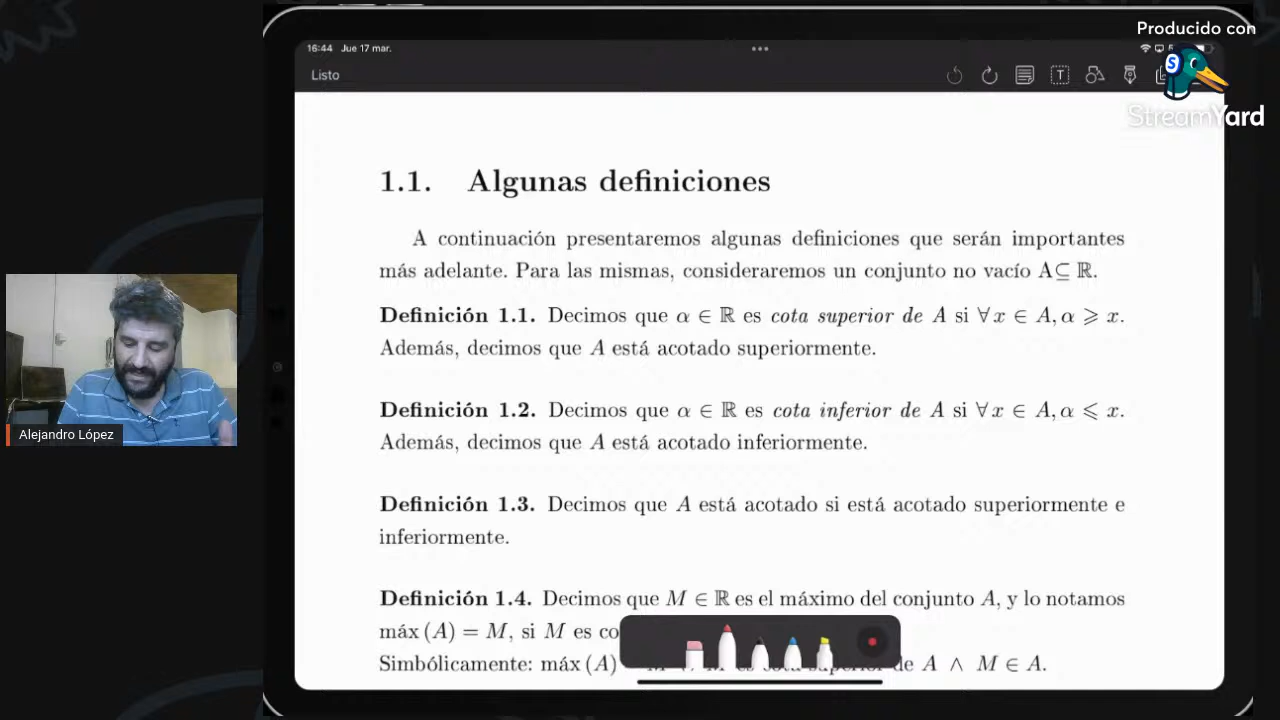 Producido con
StreamYard
16:44 Jue 17 mar.
Listo
T
S
1.1. Algunas definiciones
A continuación presentaremos algunas definiciones que serán importantes
más adelante. Para las mismas, consideraremos un conjunto no vacío A⊆ ℝ.
Definición 1.1. Decimos que α ∈ ℝ es cota superior de A si ∀ x ∈ A, α ⩾ x.
Además, decimos que A está acotado superiormente.
Definición 1.2. Decimos que α ∈ ℝ es cota inferior de A si ∀ x ∈ A, α ⩽ x.
Además, decimos que A está acotado inferiormente.
Definición 1.3. Decimos que A está acotado si está acotado superiormente e
inferiormente.
Definición 1.4. Decimos que M ∈ ℝ es el máximo del conjunto A, y lo notamos
máx (A) = M, si M es
Simbólicamente: máx (A) de A ∧ M ∈ A.
Alejandro López